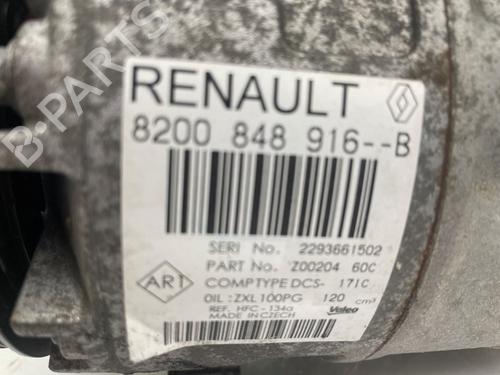 B-PARTS
RENAULT
8200 848 916--B
SERI No. 2293661502
PART No. Z00204 60C
ART
COMPTYPE DCS- 171C
OIL : ZXL100PG 120 cm³
REF. HFC-134a
MADE IN CZECH
Valeo